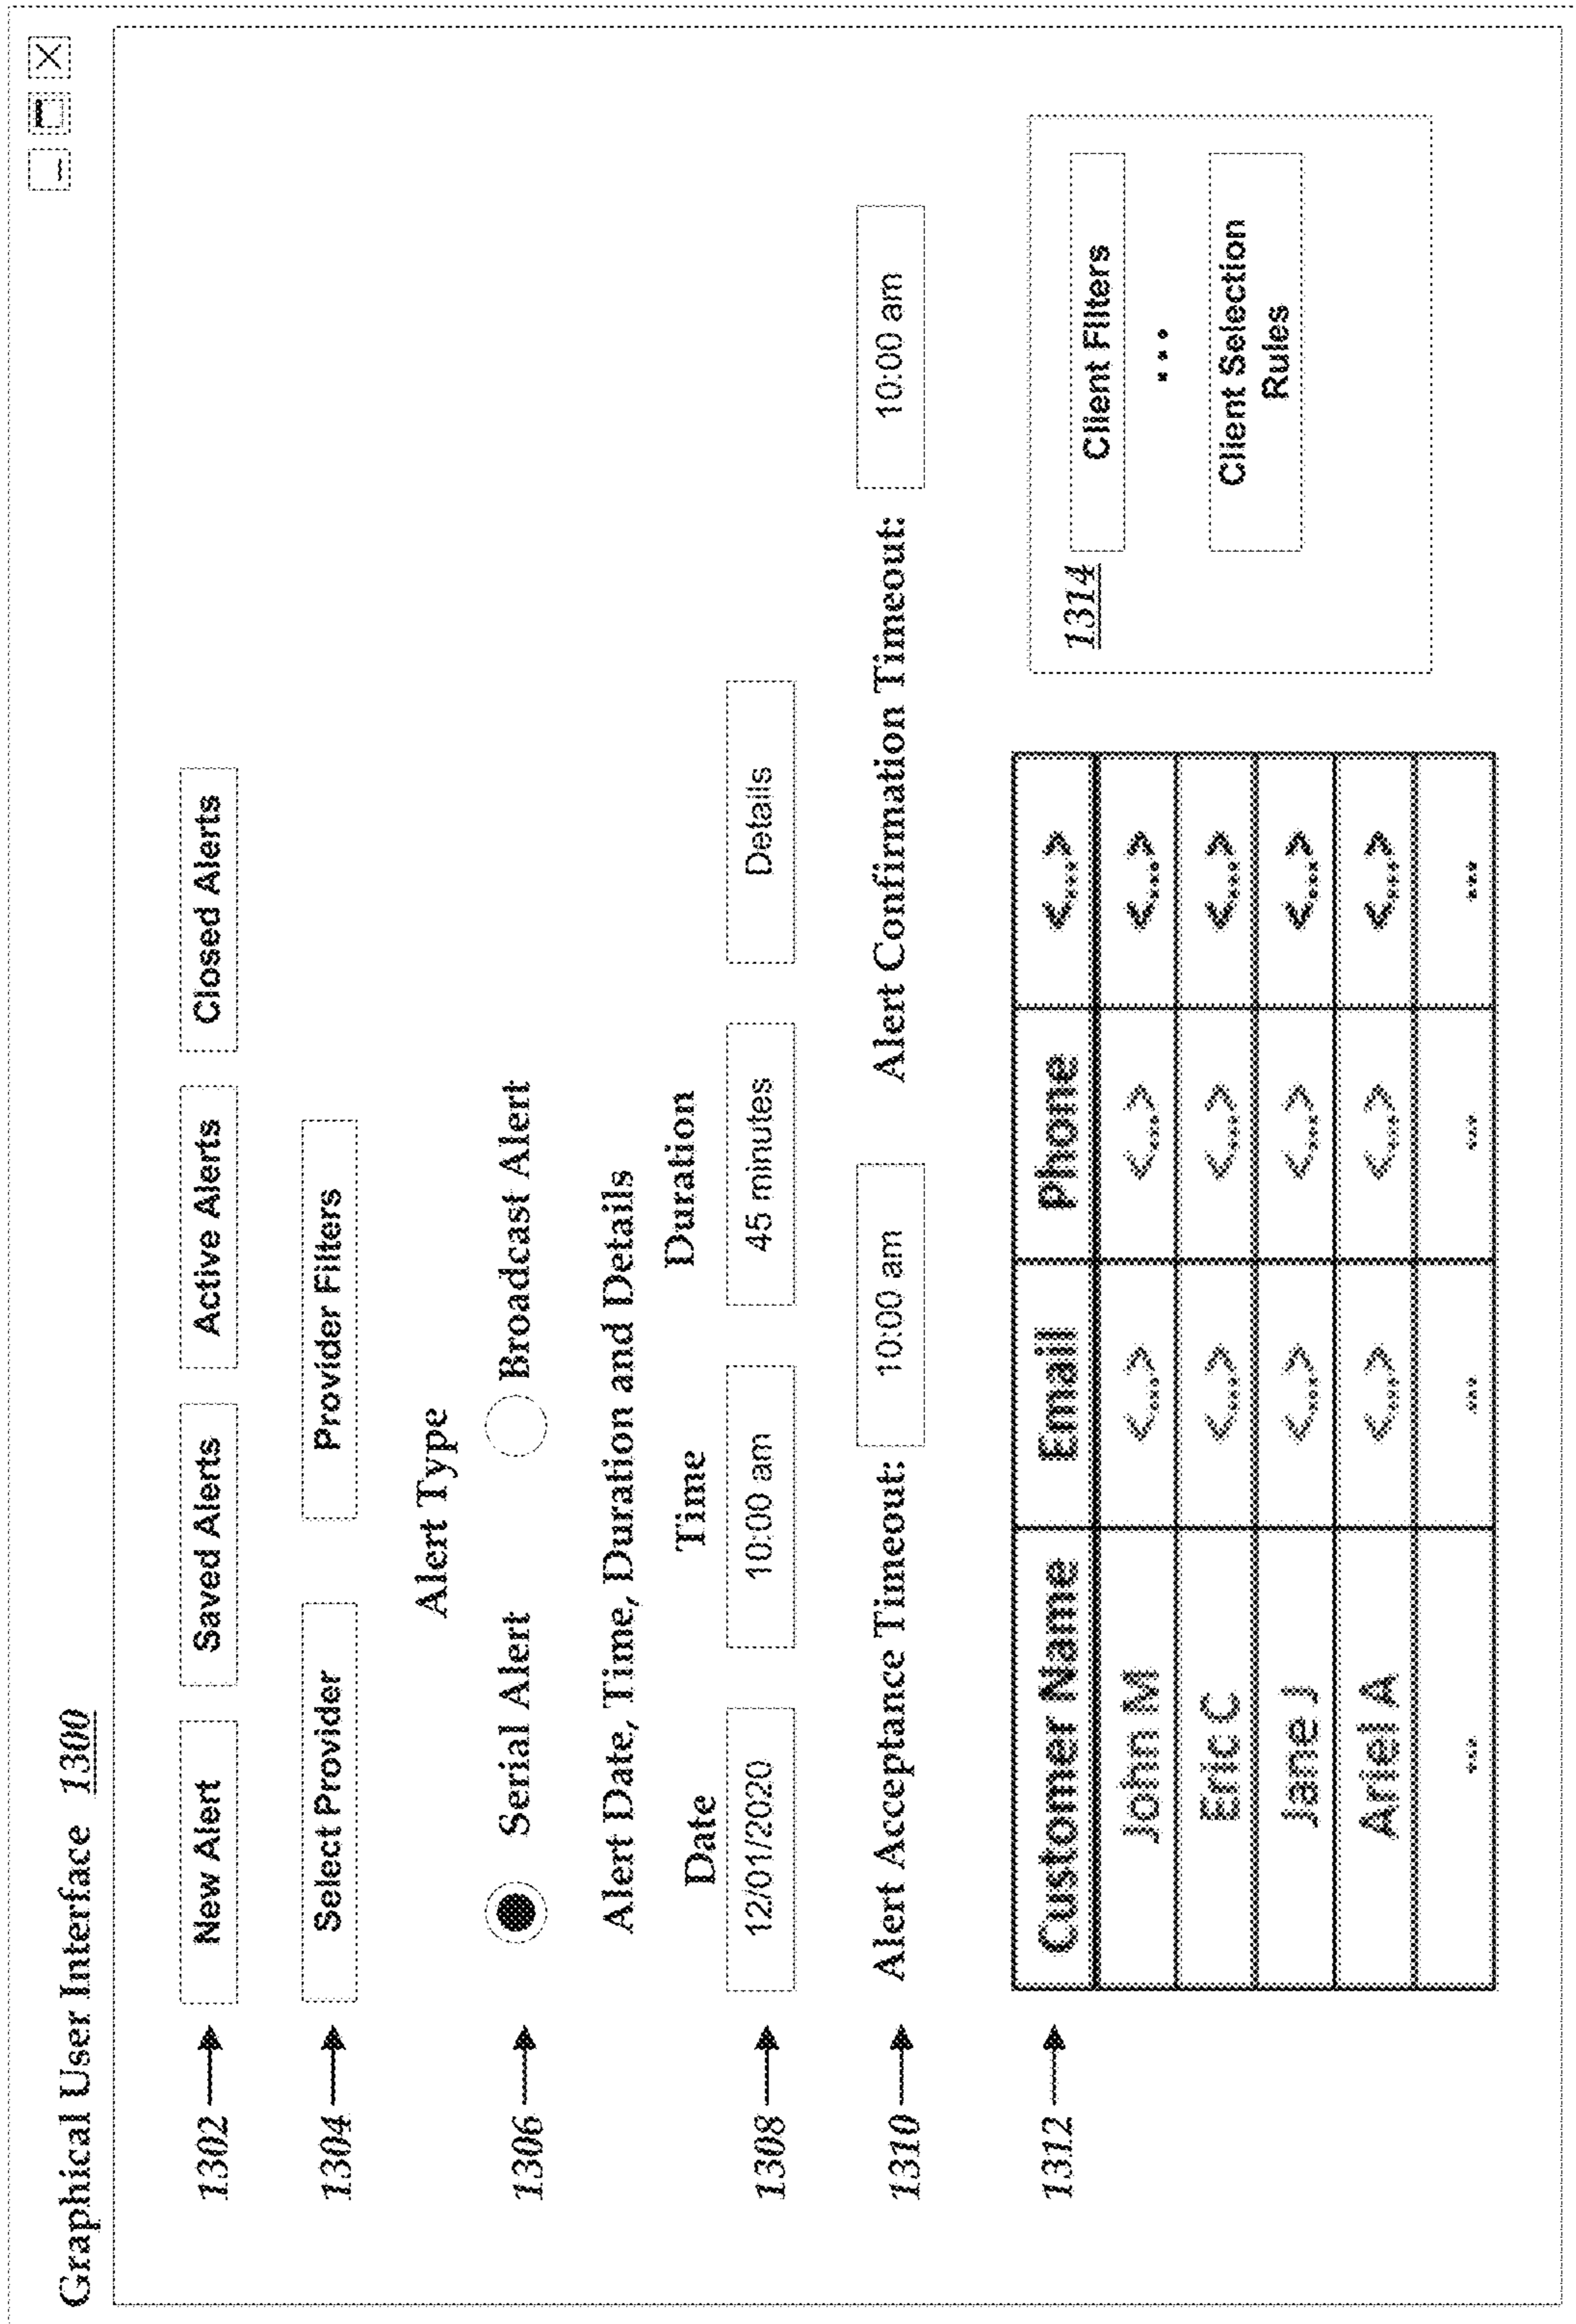 Graphical User Interface 1300
1302 New Alert Saved Alerts Active Alerts Closed Alerts
1304 Select Provider Provider Filters
Alert Type
1306 Serial Alert Broadcast Alert
Alert Date, Time, Duration and Details
Date Time Duration
1308 12/01/2020 10:00 am 45 minutes Details
1310 Alert Acceptance Timeout: 10:00 am Alert Confirmation Timeout: 10:00 am
1312 Customer Name Email Phone <...>
John M <...> <...> <...>
Eric C <...> <...> <...>
Jane J <...> <...> <...>
Ariel A <...> <...> <...>
... ... ... ...
1314 Client Filters
...
Client Selection
Rules